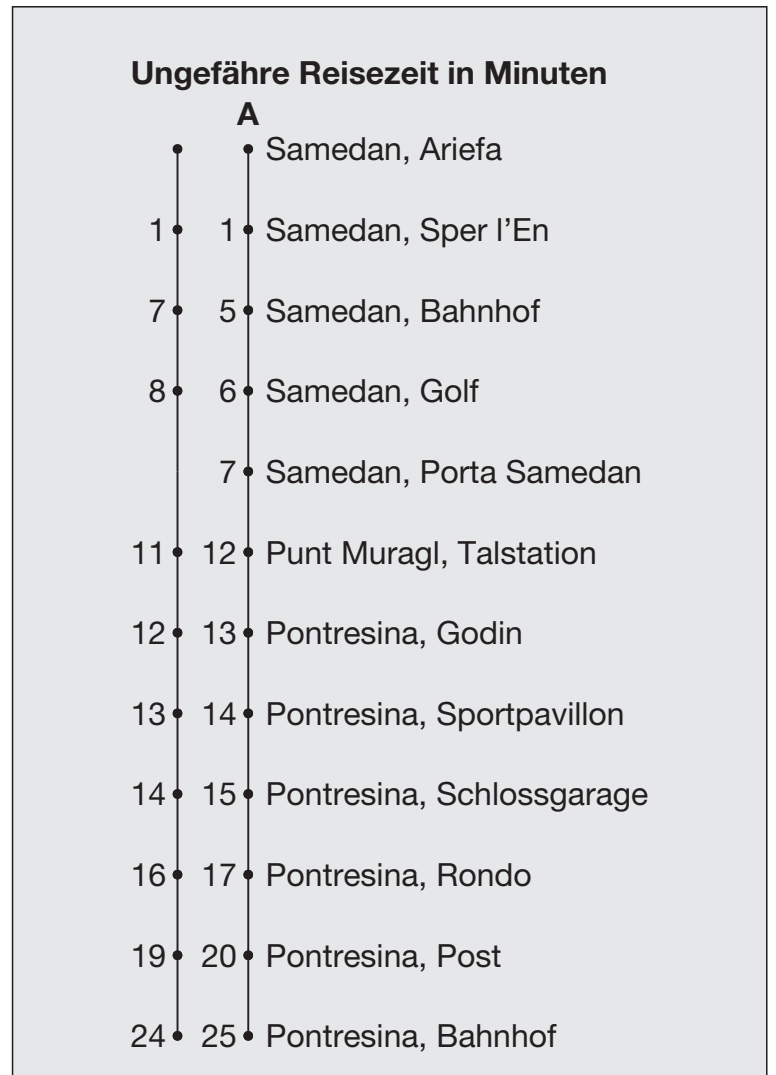 Ungefähre Reisezeit in Minuten
A
Samedan, Ariefa
1 1 Samedan, Sper l'En
7 5 Samedan, Bahnhof
8 6 Samedan, Golf
7 Samedan, Porta Samedan
11 12 Punt Muragl, Talstation
12 13 Pontresina, Godin
13 14 Pontresina, Sportpavillon
14 15 Pontresina, Schlossgarage
16 17 Pontresina, Rondo
19 20 Pontresina, Post
24 25 Pontresina, Bahnhof